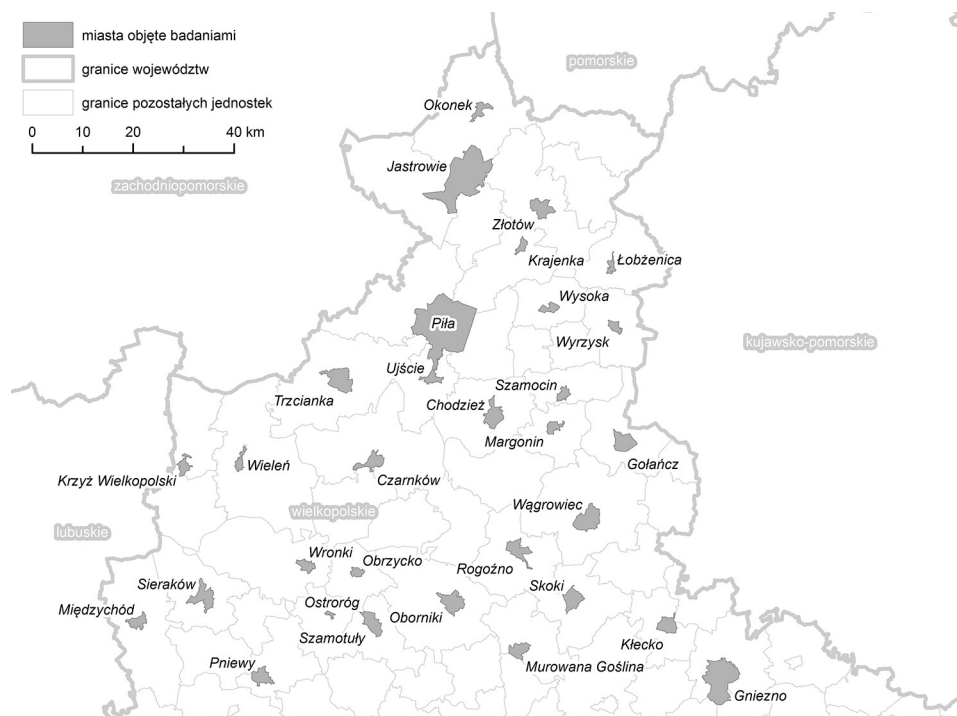 miasta objęte badaniami
granice województw
granice pozostałych jednostek
0 10 20 40 km
pomorskie
Okonek
Jastrowie
zachodniopomorskie
Złotów
Krajenka
Łobżenica
Wysoka
Piła
Wyrzysk
kujawsko-pomorskie
Ujście
Szamocin
Trzcianka
Chodzież
Margonin
Gołańcz
Krzyż Wielkopolski
Wieleń
Czarnków
Wągrowiec
wielkopolskie
lubuskie
Wronki
Obrzycko
Rogoźno
Sieraków
Skoki
Międzychód
Ostroróg
Oborniki
Szamotuły
Kłecko
Pniewy
Murowana Goślina
Gniezno